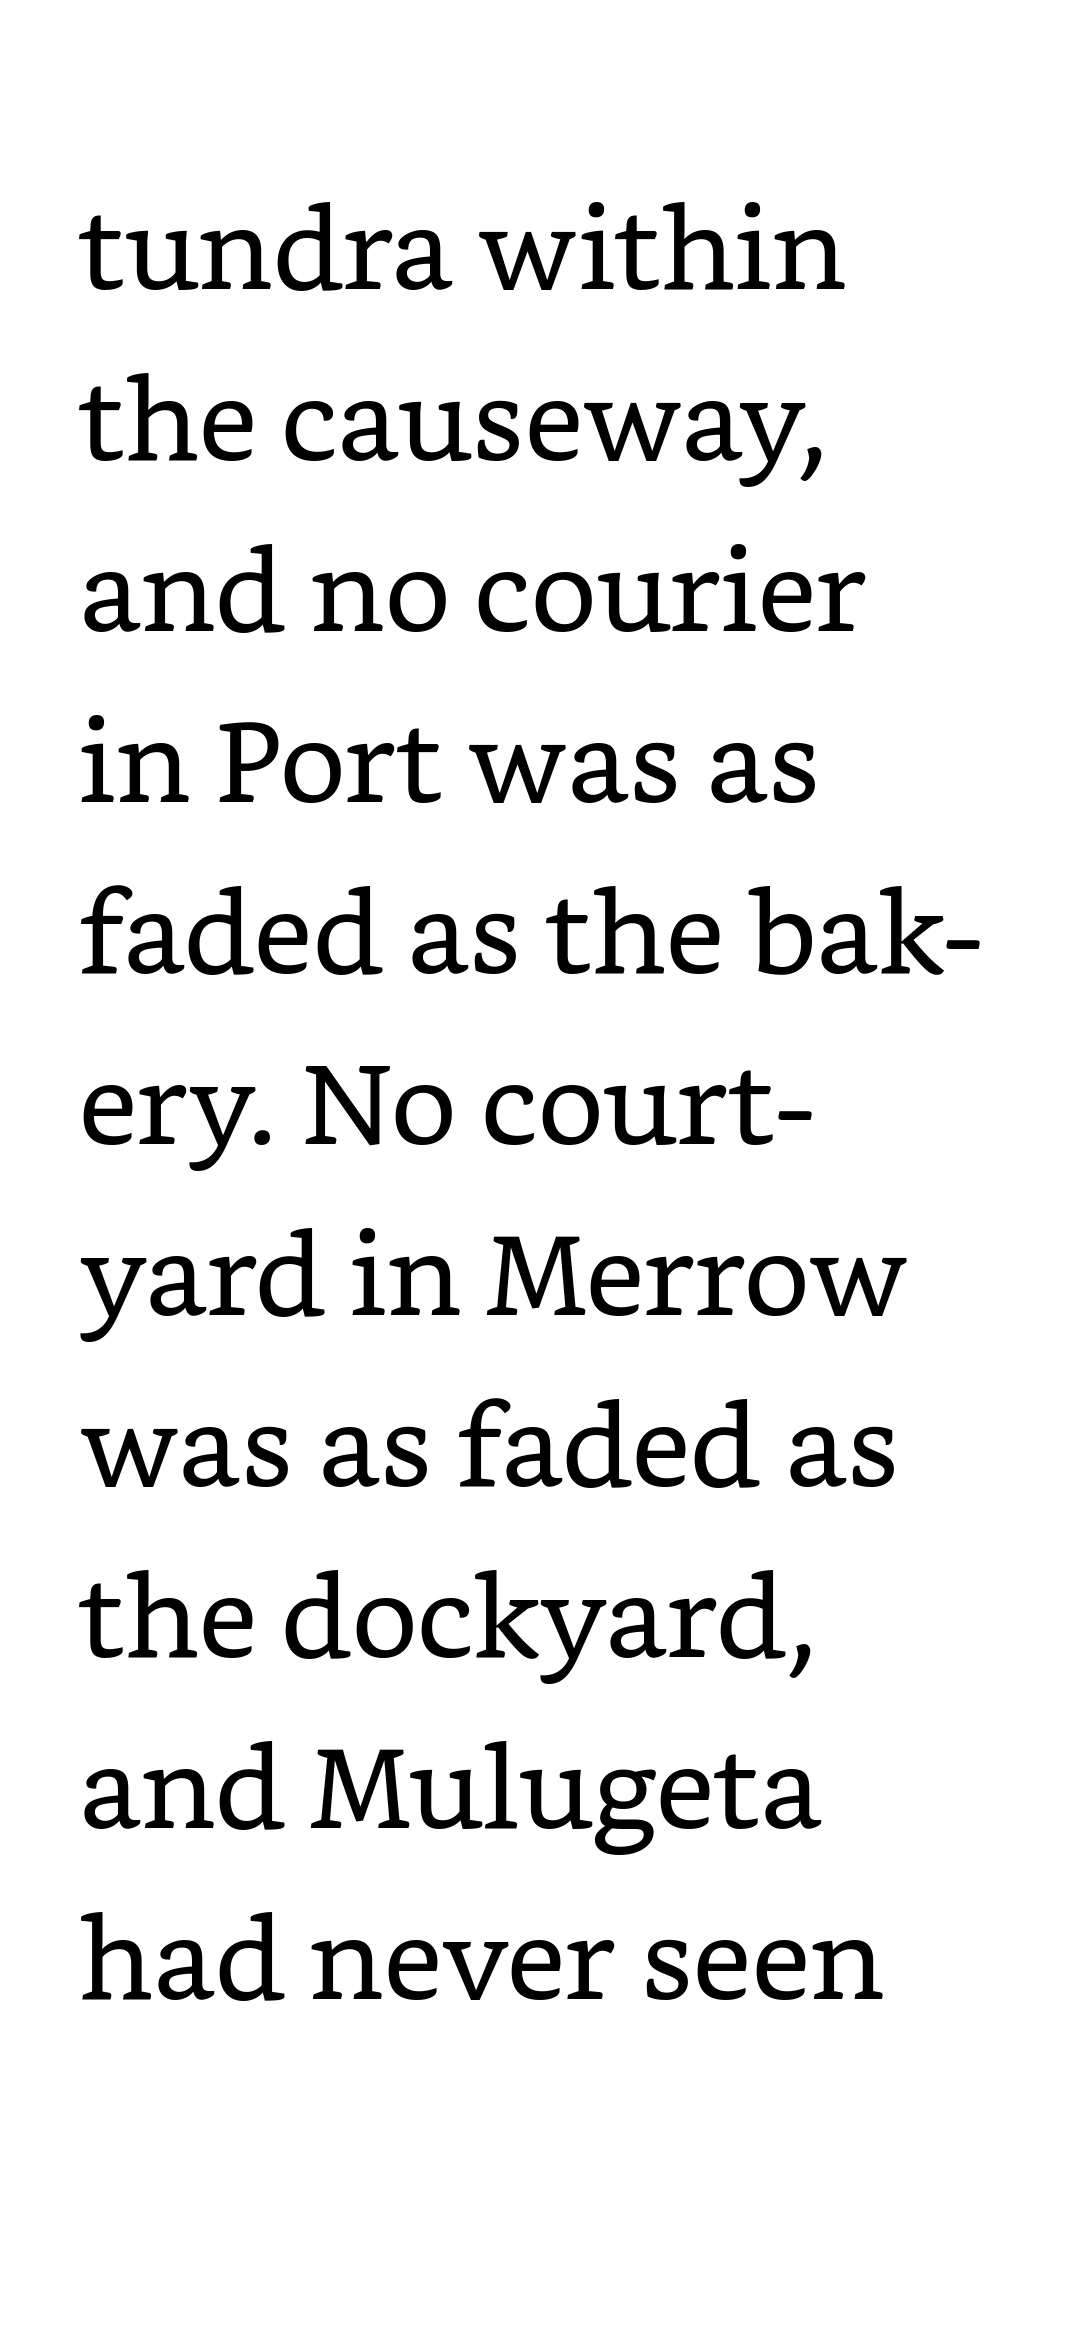 tundra within
the causeway,
and no courier
in Port was as
faded as the bak-
ery. No court-
yard in Merrow
was as faded as
the dockyard,
and Mulugeta
had never seen